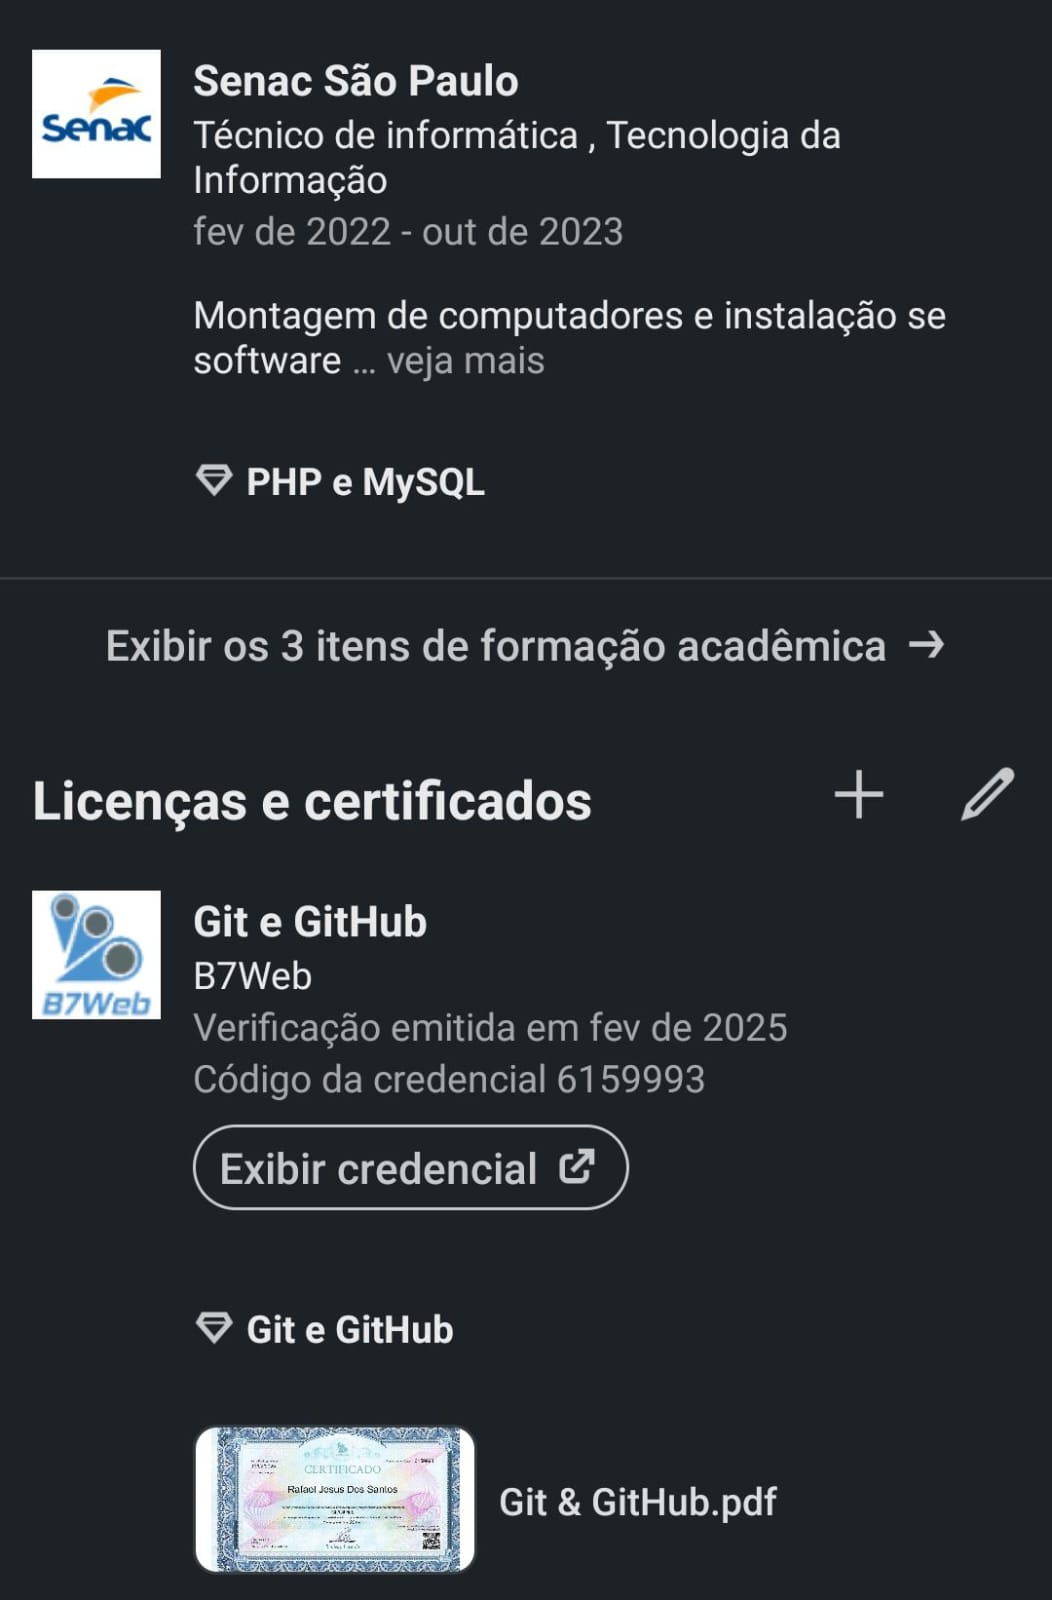 Senac
Senac São Paulo
Técnico de informática , Tecnologia da
Informação
fev de 2022 - out de 2023
Montagem de computadores e instalação se
software ... veja mais
PHP e MySQL
Exibir os 3 itens de formação acadêmica →
Licenças e certificados
B7Web
Git e GitHub
B7Web
Verificação emitida em fev de 2025
Código da credencial 6159993
Exibir credencial
Git e GitHub
CERTIFICADO
Rafael Jesus Dos Santos
Git & GitHub.pdf